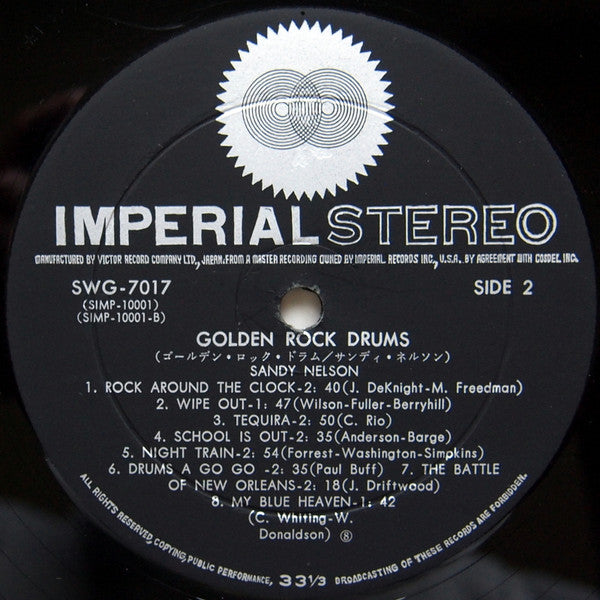 IMPERIAL STEREO
MANUFACTURED BY VICTOR RECORD COMPANY LTD., JAPAN. FROM A MASTER RECORDING OWNED BY IMPERIAL RECORDS INC., U.S.A. BY AGREEMENT WITH COSDEL INC.
SWG-7017 SIDE 2
(SIMP-10001)
(SIMP-10001-B)
GOLDEN ROCK DRUMS
(ゴールデン・ロック・ドラム/サンディ・ネルソン)
SANDY NELSON
1. ROCK AROUND THE CLOCK-2: 40(J. DeKnight-M. Freedman)
2. WIPE OUT-1: 47(Wilson-Fuller-Berryhill)
3. TEQUIRA-2: 50(C. Rio)
4. SCHOOL IS OUT-2: 35(Anderson-Barge)
5. NIGHT TRAIN-2: 54(Forrest-Washington-Simpkins)
6. DRUMS A GO GO -2: 35(Paul Buff) 7. THE BATTLE
OF NEW ORLEANS-2: 18(J. Driftwood)
8. MY BLUE HEAVEN-1: 42
(C. Whiting-W.
Donaldson) ⑧
ALL RIGHTS RESERVED, COPYING, PUBLIC PERFORMANCE, 33 1/3 BROADCASTING OF THESE RECORDS ARE FORBIDDEN.